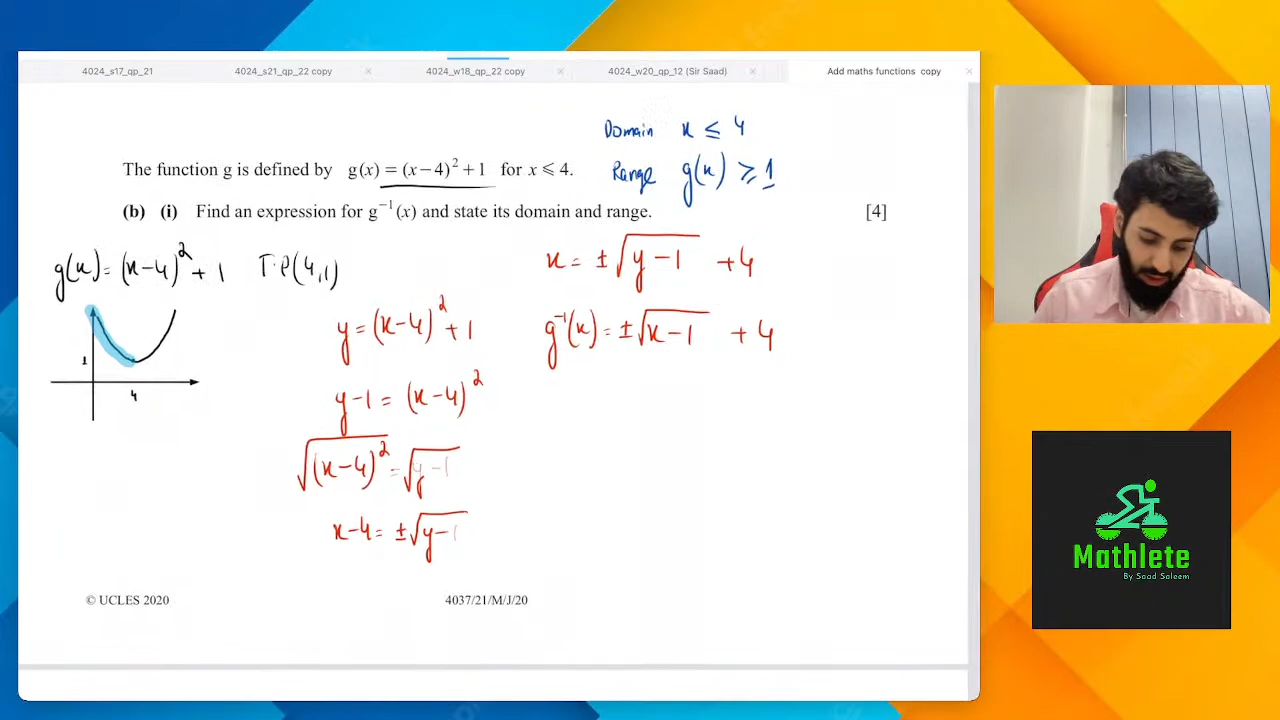 4024_s17_qp_21
4024_s21_qp_22 copy
4024_w18_qp_22 copy
4024_w20_qp_12 (Sir Saad)
Add maths functions copy
Domain x ≤ 4
Range g(x) ≥ 1
The function g is defined by g(x) = (x−4)² + 1 for x ⩽ 4.
(b) (i) Find an expression for g⁻¹(x) and state its domain and range. [4]
g(x) = (x−4)² + 1 T.P(4,1)
1
4
y = (x−4)² + 1
y−1 = (x−4)²
√(x−4)² = √y−1
x−4 = ±√y−1
x = ±√y−1 +4
g⁻¹(x) = ±√x−1 +4
© UCLES 2020
4037/21/M/J/20
Mathlete
By Saad Saleem